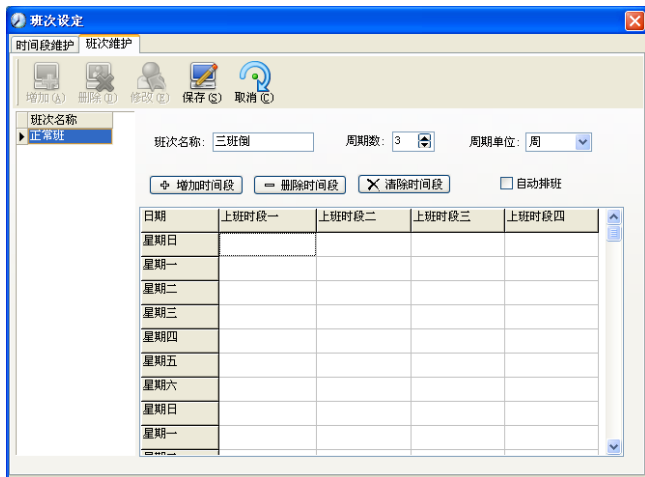 班次设定
时间段維护 班次維护
增加(A) 删除(D) 修改(E) 保存(S) 取消(C)
班次名称
正常班
班次名称: 三班倒 周期数: 3 周期单位: 周
增加时间段 删除时间段 清除时间段 自动排班
日期 上班时段一 上班时段二 上班时段三 上班时段四
星期日
星期一
星期二
星期三
星期四
星期五
星期六
星期日
星期一